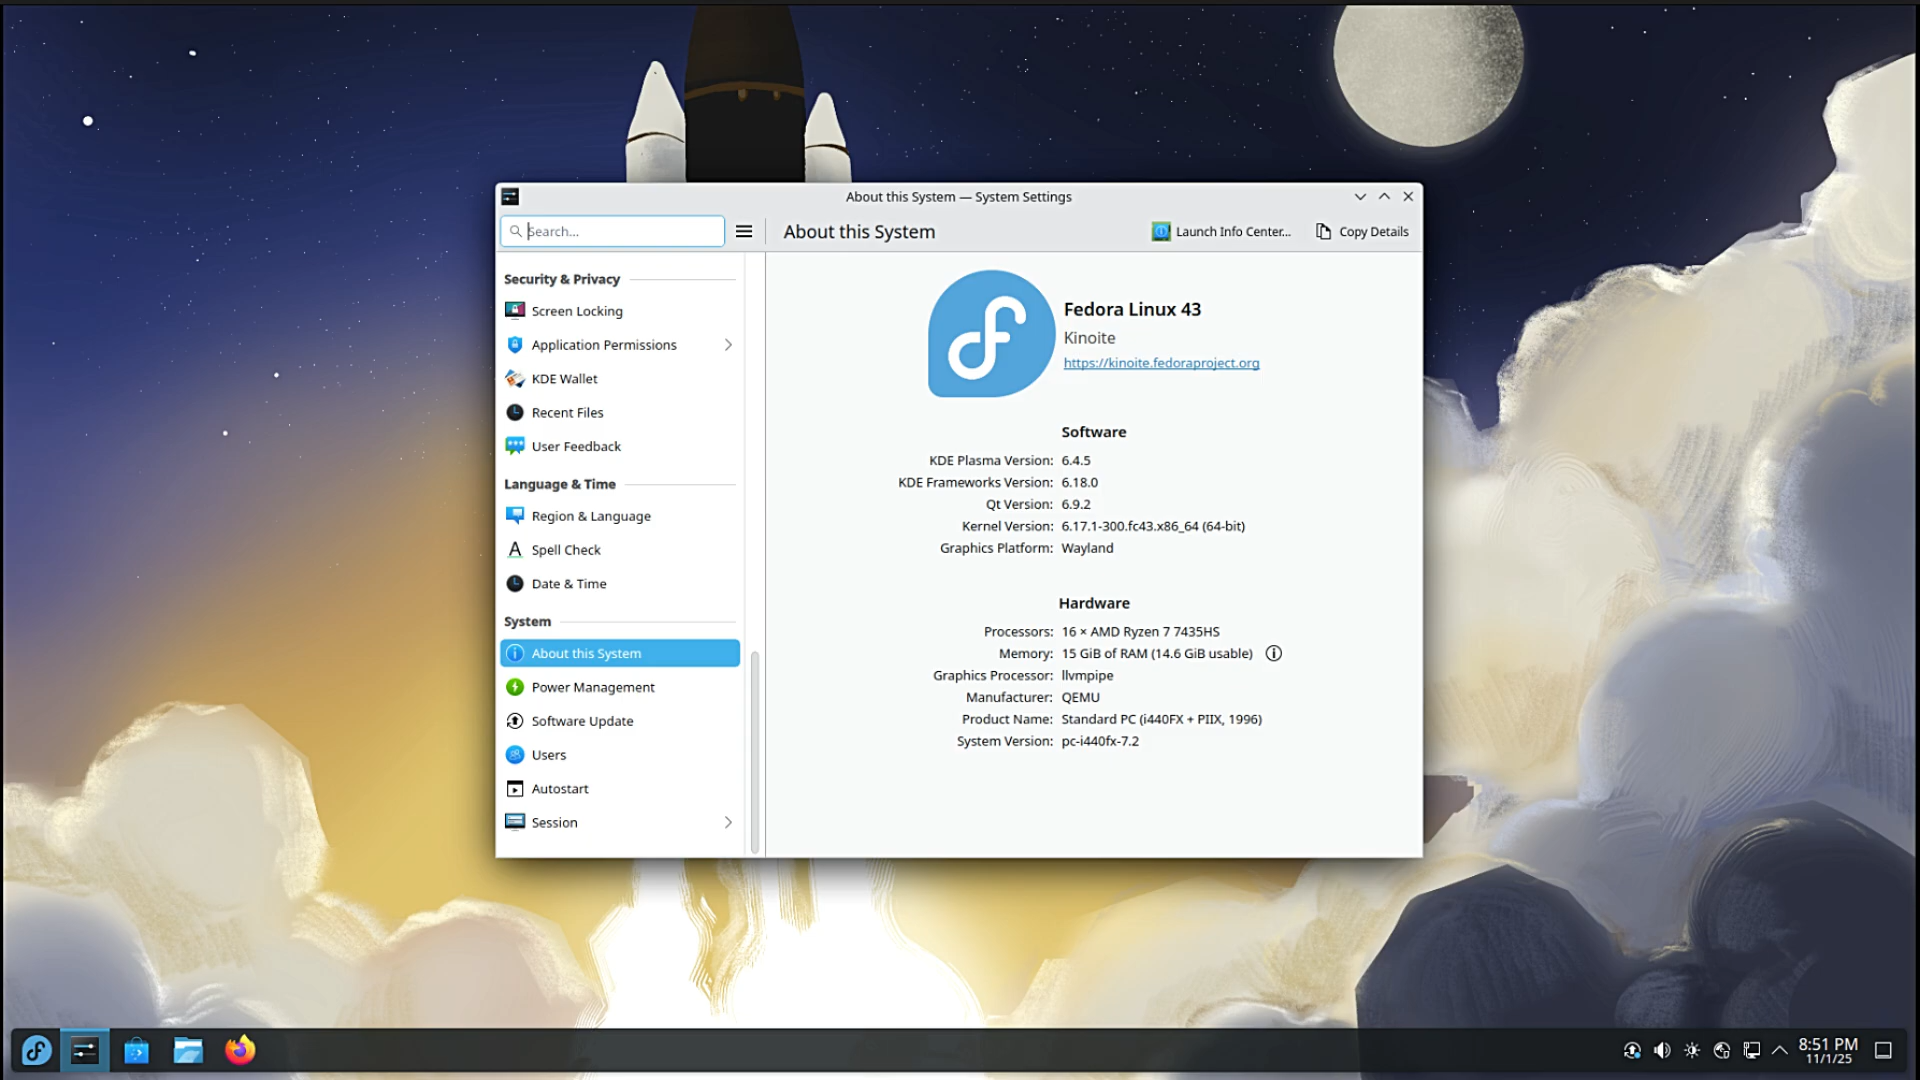 About this System — System Settings
Search...
About this System
Launch Info Center...
Copy Details
Security & Privacy
Screen Locking
Application Permissions
KDE Wallet
Recent Files
User Feedback
Language & Time
Region & Language
Spell Check
Date & Time
System
About this System
Power Management
Software Update
Users
Autostart
Session
Fedora Linux 43
Kinoite
https://kinoite.fedoraproject.org
Software
KDE Plasma Version: 6.4.5
KDE Frameworks Version: 6.18.0
Qt Version: 6.9.2
Kernel Version: 6.17.1-300.fc43.x86_64 (64-bit)
Graphics Platform: Wayland
Hardware
Processors: 16 × AMD Ryzen 7 7435HS
Memory: 15 GiB of RAM (14.6 GiB usable)
Graphics Processor: llvmpipe
Manufacturer: QEMU
Product Name: Standard PC (i440FX + PIIX, 1996)
System Version: pc-i440fx-7.2
8:51 PM
11/1/25